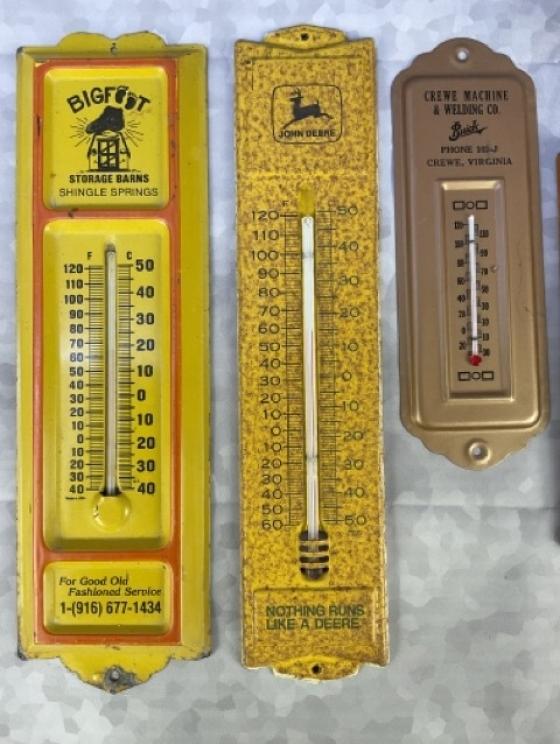 BIGFOOT
STORAGE BARNS
SHINGLE SPRINGS
F C
120 50
110
100 40
90 30
80
70 20
60
50 10
40
30 0
20
10 10
0 20
10
20 30
30
40 40
For Good Old
Fashioned Service
1-(916) 677-1434
JOHN DEERE
F
120 50
110
100 40
90 30
80
70 20
60
50 10
40
30 0
20
10 10
0
10 20
20 30
30
40 40
50
60 50
NOTHING RUNS
LIKE A DEERE
CREWE MACHINE
& WELDING CO.
Buick
CREWE, VIRGINIA